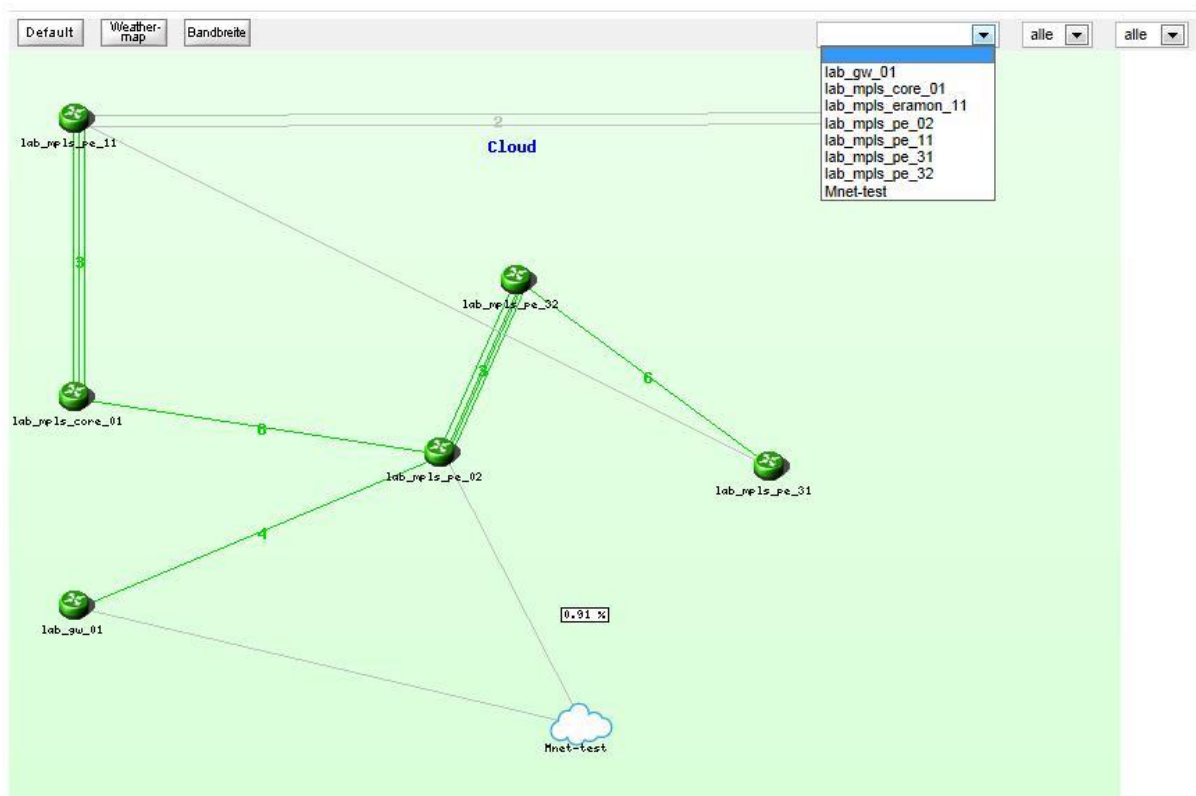 Default
Weather-
map
Bandbreite
alle
alle
lab_gw_01
lab_mpls_core_01
lab_mpls_eramon_11
lab_mpls_pe_02
lab_mpls_pe_11
lab_mpls_pe_31
lab_mpls_pe_32
Mnet-test
2
lab_mpls_pe_11
Cloud
3
lab_mpls_pe_32
3
6
lab_mpls_core_01
8
lab_mpls_pe_02
lab_mpls_pe_31
4
0.91 %
lab_gw_01
Mnet-test